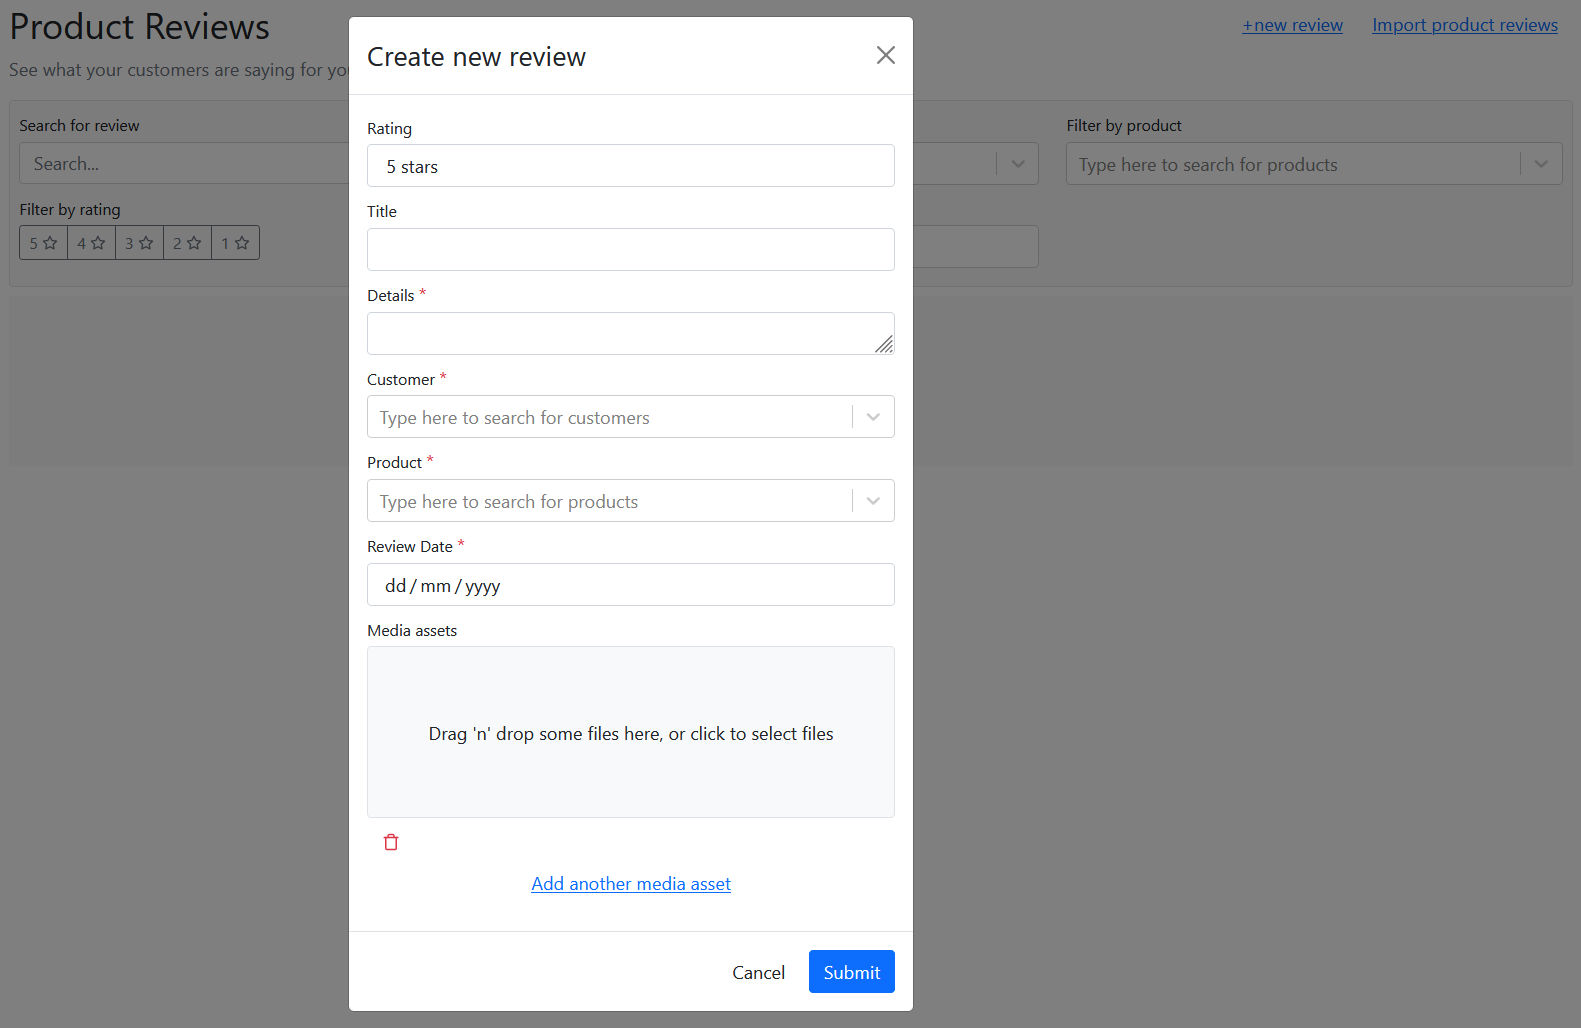 Product Reviews
+new review
Import product reviews
See what your customers are saying for
Search for review
Filter by product
Search...
Type here to search for products
Filter by rating
5
4
3
2
1
Create new review
Rating
5 stars
Title
Details *
Customer *
Type here to search for customers
Product *
Type here to search for products
Review Date *
dd/mm/yyyy
Media assets
Drag 'n' drop some files here, or click to select files
Add another media asset
Cancel
Submit